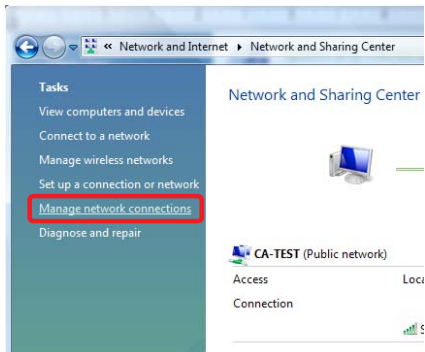 « Network and Internet ▸ Network and Sharing Center
Tasks
View computers and devices
Connect to a network
Manage wireless networks
Set up a connection or network
Manage network connections
Diagnose and repair
Network and Sharing Center
CA-TEST (Public network)
Access
Connection